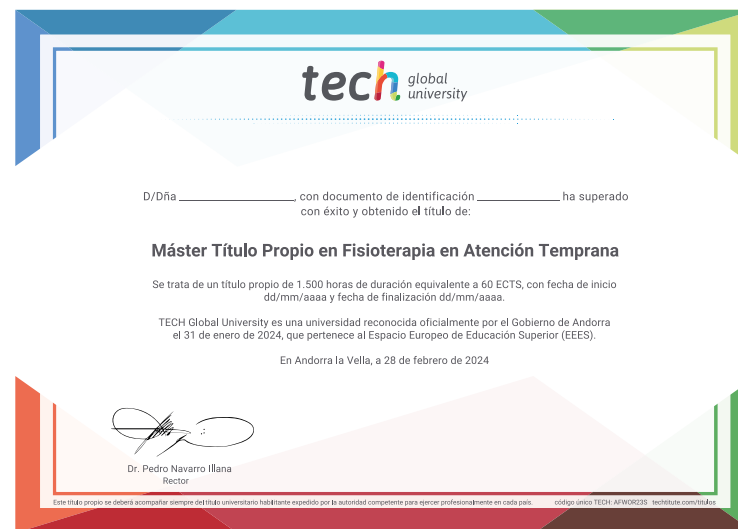 tech global university
D/Dña ____________, con documento de identificación ____________ ha superado
con éxito y obtenido el título de:
Máster Título Propio en Fisioterapia en Atención Temprana
Se trata de un título propio de 1.500 horas de duración equivalente a 60 ECTS, con fecha de inicio
dd/mm/aaaa y fecha de finalización dd/mm/aaaa.
TECH Global University es una universidad reconocida oficialmente por el Gobierno de Andorra
el 31 de enero de 2024, que pertenece al Espacio Europeo de Educación Superior (EEES).
En Andorra la Vella, a 28 de febrero de 2024
Dr. Pedro Navarro Illana
Rector
Este título propio se deberá acompañar siempre del título universitario habilitante expedido por la autoridad competente para ejercer profesionalmente en cada país. código único TECH: AFWOR23S techtitute.com/titulos